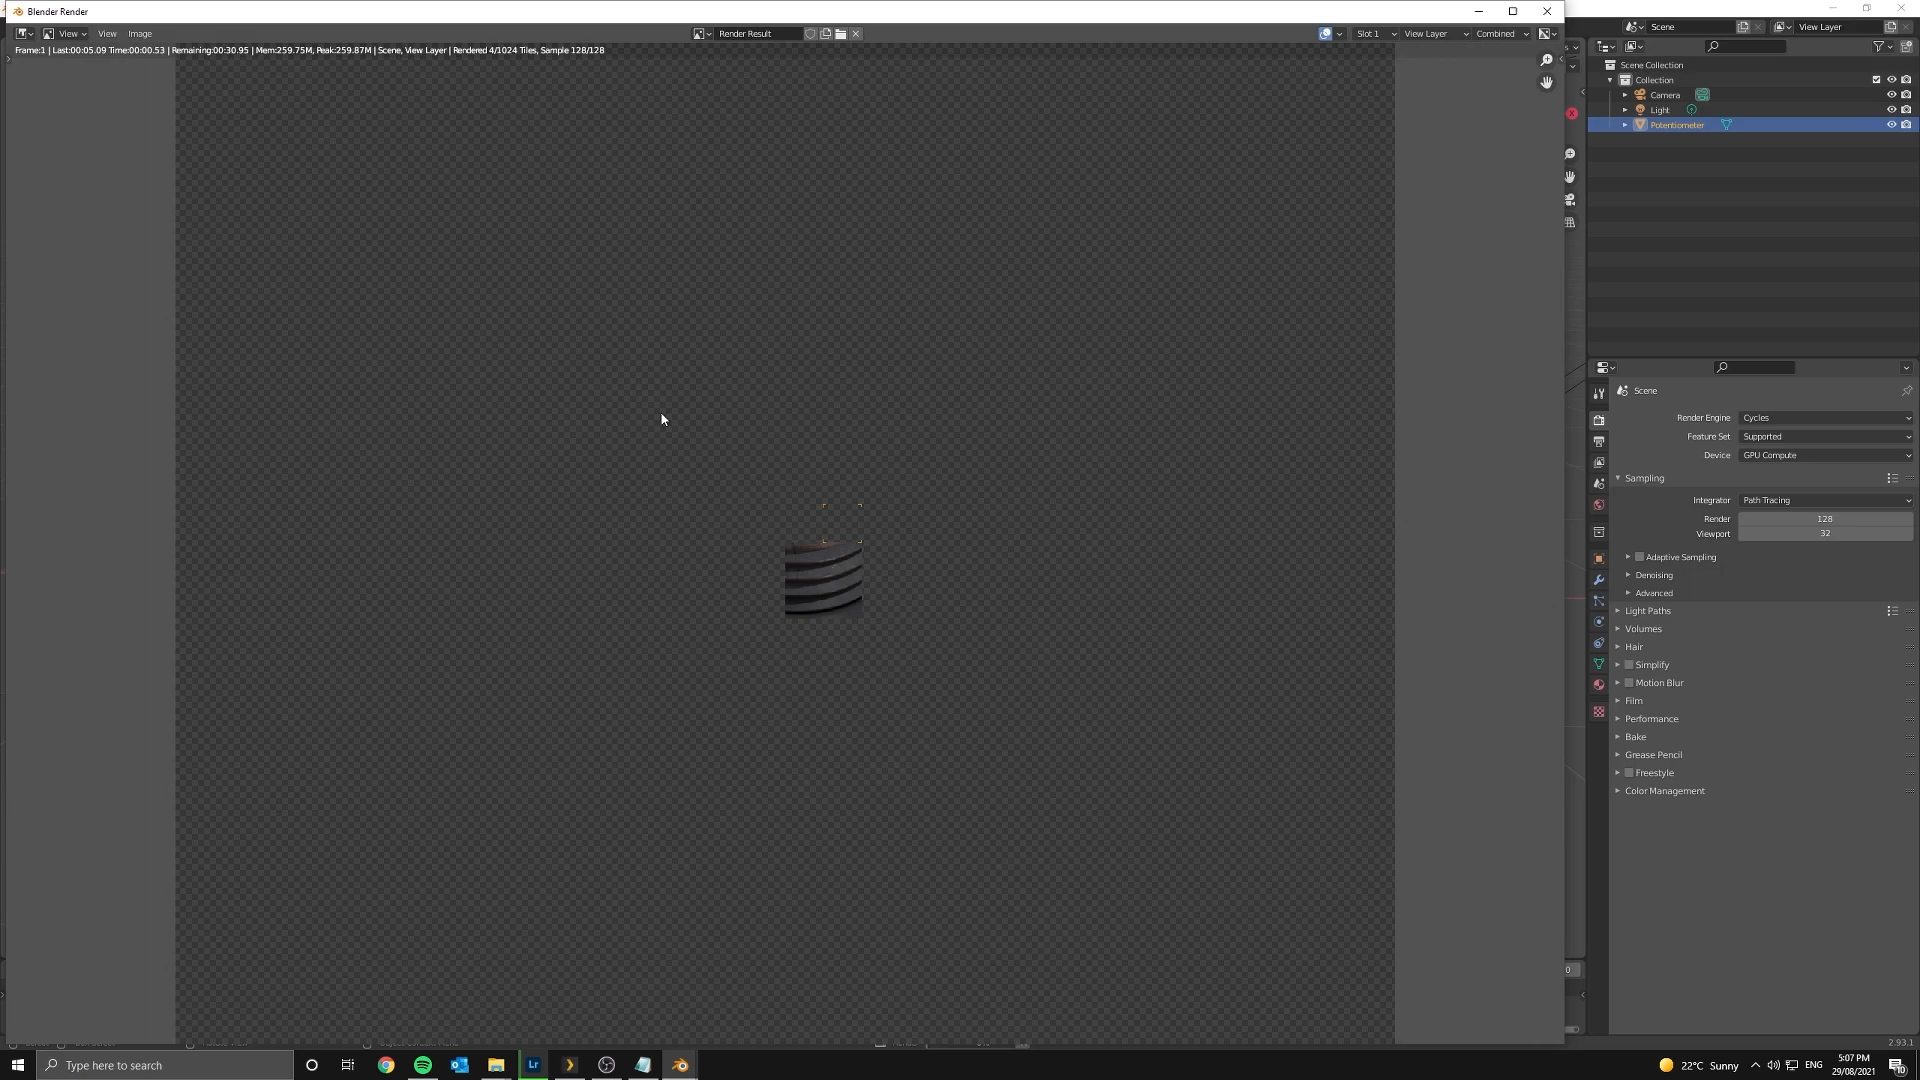 Blender Render
View View Image Render Result Slot 1 View Layer Combined
Frame:1 | Last:00:05.09 Time:00:00.53 | Remaining:00:30.95 | Mem:259.75M, Peak:259.87M | Scene, View Layer | Rendered 4/1024 Tiles, Sample 128/128
Scene View Layer
Scene Collection
Collection
Camera
Light
Potentiometer
Scene
Render Engine Cycles
Feature Set Supported
Device GPU Compute
Sampling
Integrator Path Tracing
Render 128
Viewport 32
Adaptive Sampling
Denoising
Advanced
Light Paths
Volumes
Hair
Simplify
Motion Blur
Film
Performance
Bake
Grease Pencil
Freestyle
Color Management
0
2.93.1
Type here to search
Lr
22°C Sunny
ENG
5:07 PM
29/08/2021
10